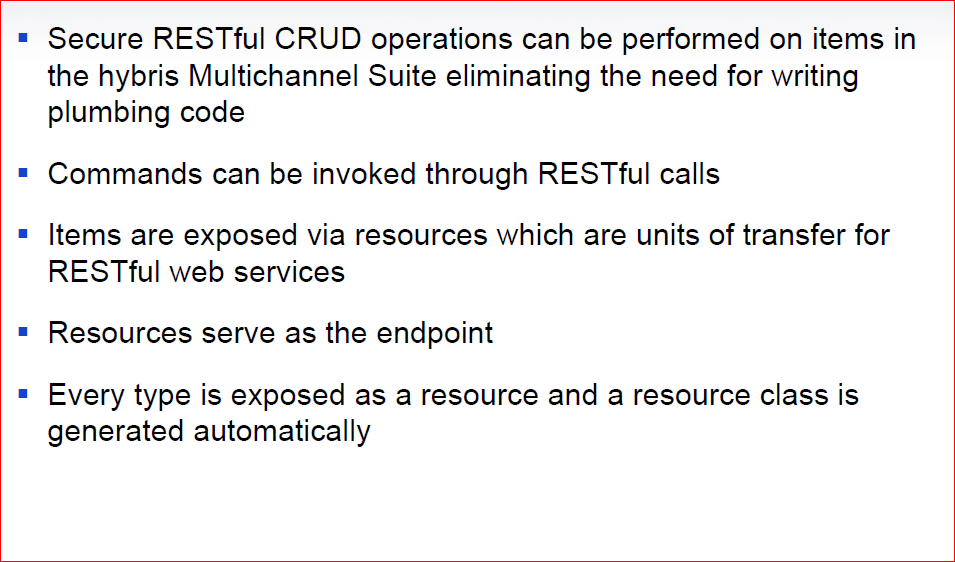 ▪ Secure RESTful CRUD operations can be performed on items in
the hybris Multichannel Suite eliminating the need for writing
plumbing code
▪ Commands can be invoked through RESTful calls
▪ Items are exposed via resources which are units of transfer for
RESTful web services
▪ Resources serve as the endpoint
▪ Every type is exposed as a resource and a resource class is
generated automatically